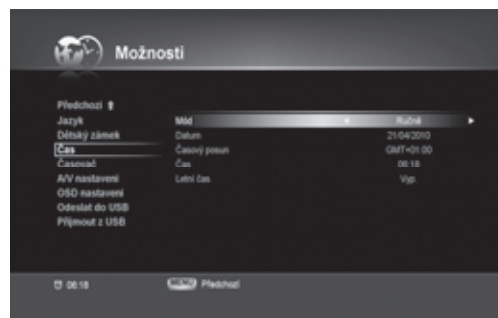 Možnosti
Předchozí
Jazyk
Dětský zámek
Čas
Časovač
A/V nastavení
OSD nastavení
Odeslat do USB
Přijmout z USB
Mód Ručně
Datum 21/04/2010
Časový posun GMT+01:00
Čas 06:18
Letní čas Vyp.
06:18 MENU Předchozí